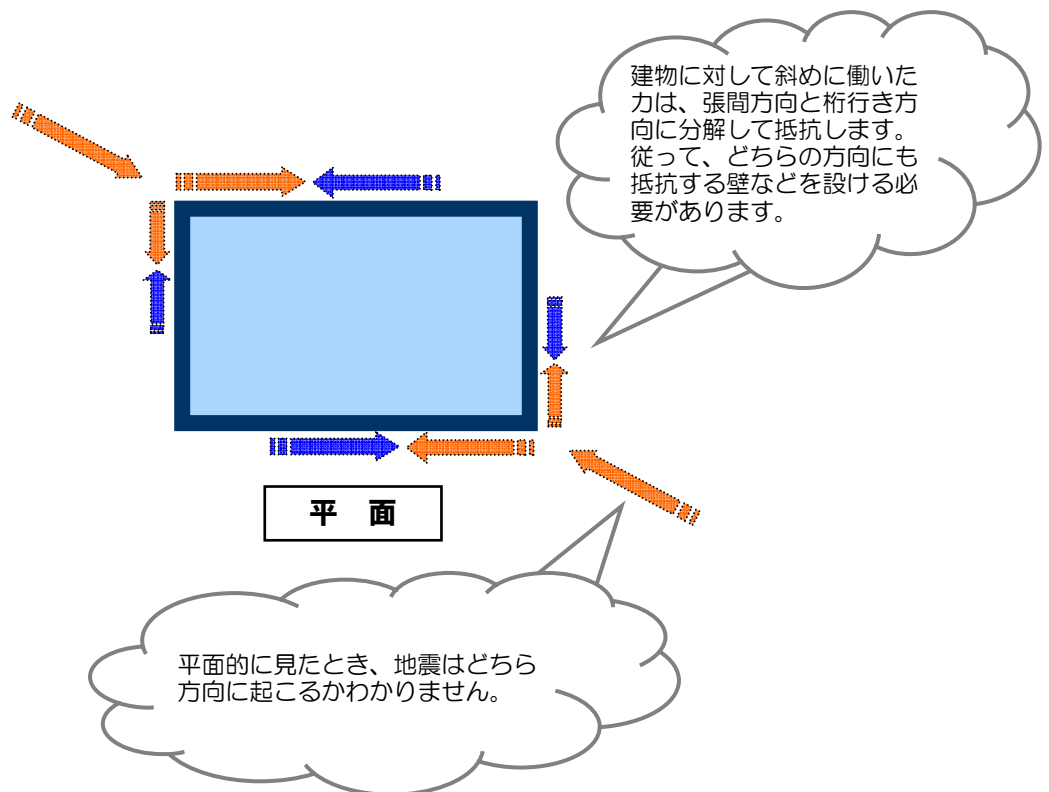 建物に対して斜めに働いた
力は、張間方向と桁行き方
向に分解して抵抗します。
従って、どちらの方向にも
抵抗する壁などを設ける必
要があります。
平　面
平面的に見たとき、地震はどちら
方向に起こるかわかりません。